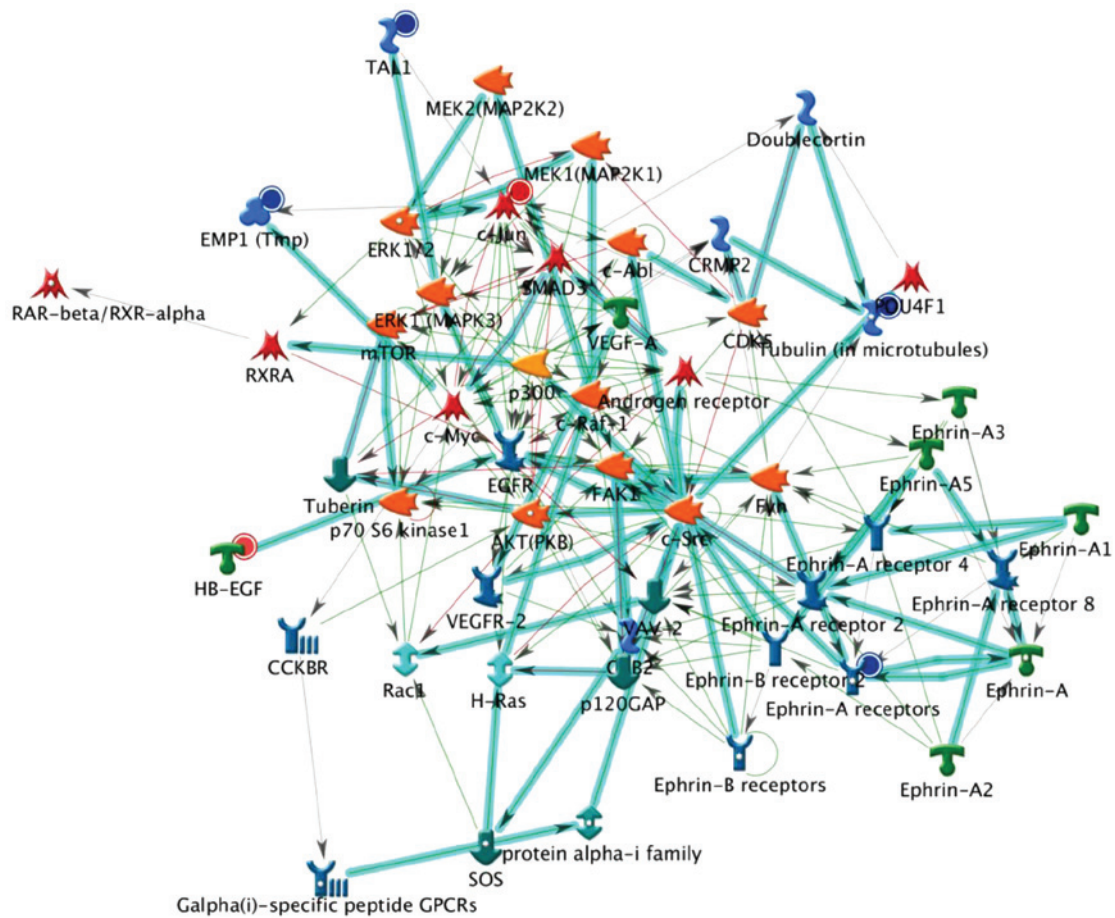 TAL1
MEK2(MAP2K2)
Doublecortin
MEK1(MAP2K1)
EMP1 (Tmp)
ERK1/2
c-Jun
c-Abl
CRMP2
SMAD3
RAR-beta/RXR-alpha
POU4F1
ERK1 (MAPK3)
VEGF-A
CDK5
Tubulin (in microtubules)
mTOR
RXRA
p300
Androgen receptor
c-Myc
c-Raf-1
Ephrin-A3
Ephrin-A5
EGFR
FAK1
Tuberin
Fyn
p70 S6 kinase1
AKT(PKB)
c-Src
Ephrin-A1
Ephrin-A receptor 4
HB-EGF
Ephrin-A receptor 8
VEGFR-2
VAV-2
Ephrin-A receptor 2
CCKBR
Ephrin-B receptor 2
Rac1
H-Ras
p120GAP
Ephrin-A receptors
Ephrin-A
Ephrin-B receptors
Ephrin-A2
protein alpha-i family
SOS
Galpha(i)-specific peptide GPCRs